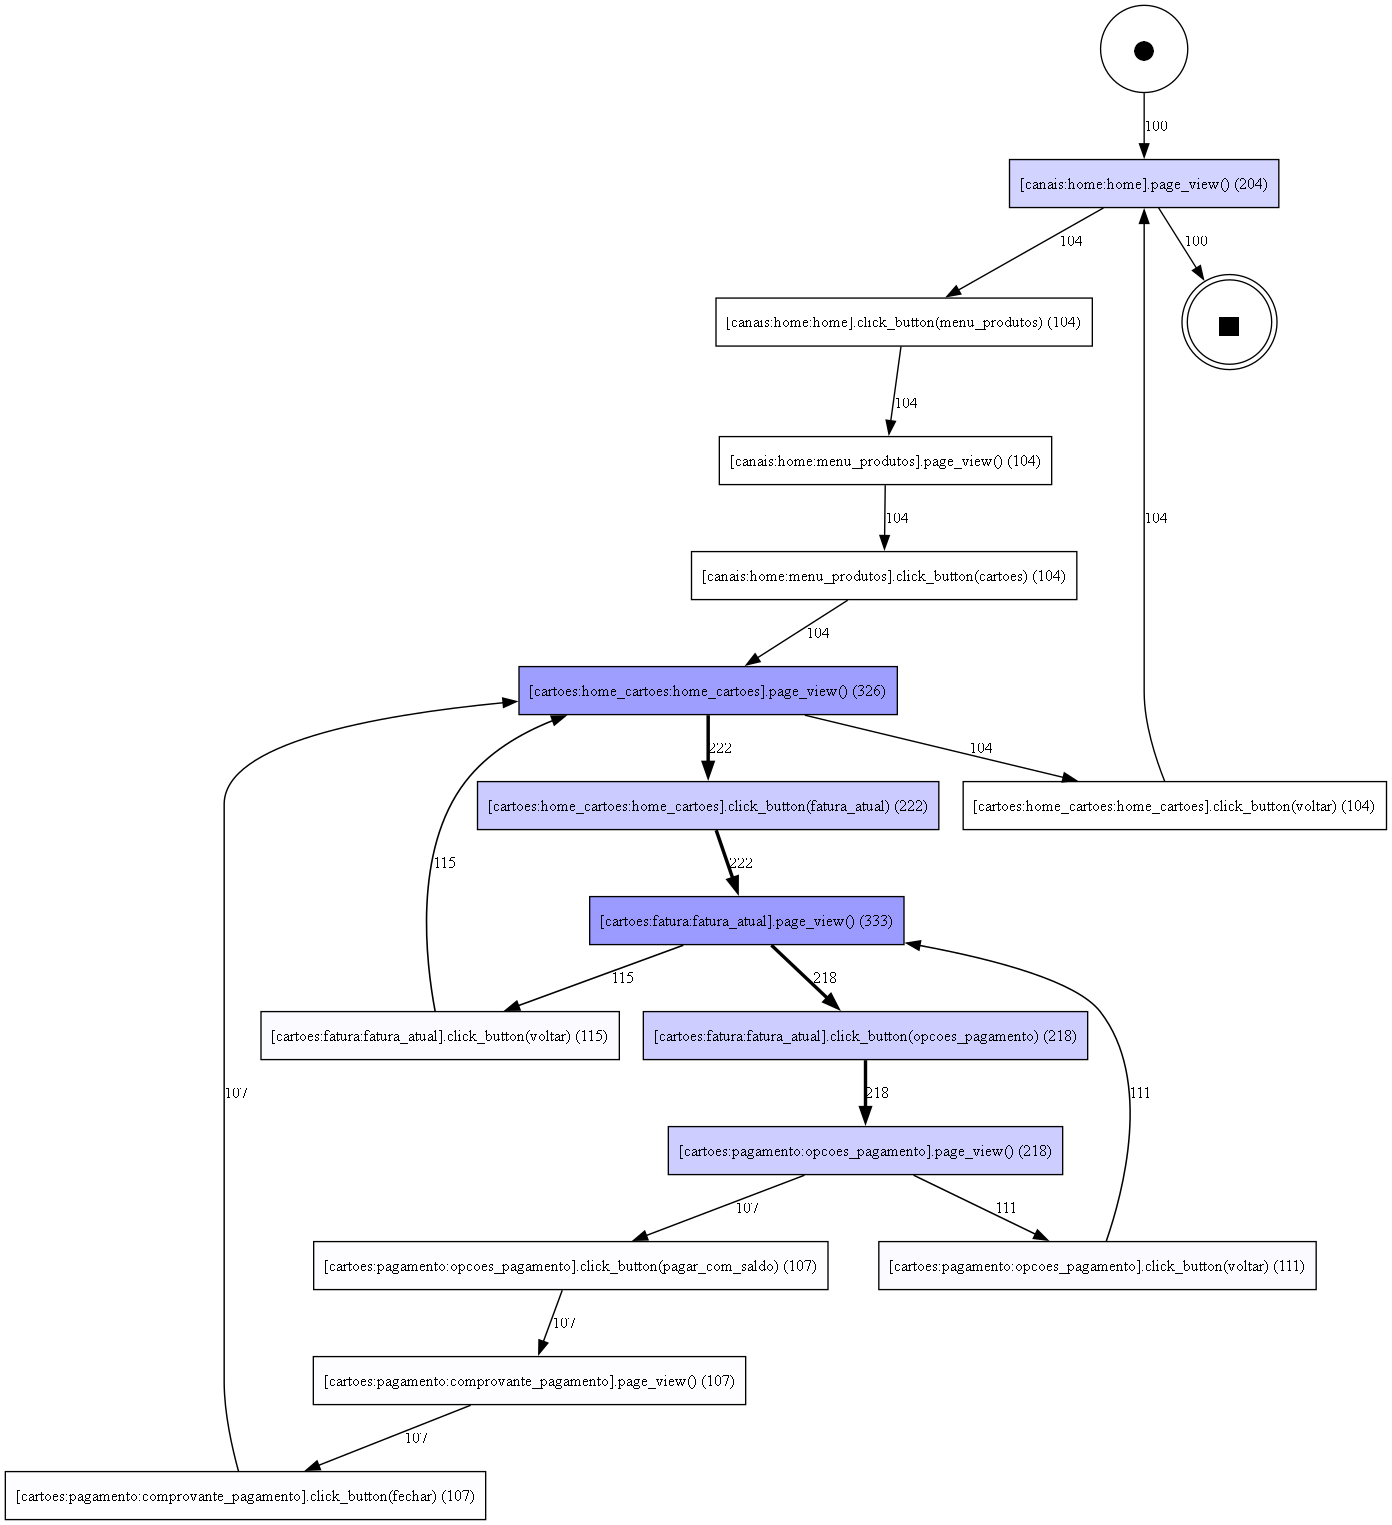 100
[canais:home:home].page_view() (204)
104
100
[canais:home:home].click_button(menu_produtos) (104)
104
[canais:home:menu_produtos].page_view() (104)
104
104
[canais:home:menu_produtos].click_button(cartoes) (104)
104
[cartoes:home_cartoes:home_cartoes].page_view() (326)
222
104
[cartoes:home_cartoes:home_cartoes].click_button(fatura_atual) (222)
[cartoes:home_cartoes:home_cartoes].click_button(voltar) (104)
115
222
[cartoes:fatura:fatura_atual].page_view() (333)
115
218
[cartoes:fatura:fatura_atual].click_button(voltar) (115)
[cartoes:fatura:fatura_atual].click_button(opcoes_pagamento) (218)
107
218
111
[cartoes:pagamento:opcoes_pagamento].page_view() (218)
107
111
[cartoes:pagamento:opcoes_pagamento].click_button(pagar_com_saldo) (107)
[cartoes:pagamento:opcoes_pagamento].click_button(voltar) (111)
107
[cartoes:pagamento:comprovante_pagamento].page_view() (107)
107
[cartoes:pagamento:comprovante_pagamento].click_button(fechar) (107)